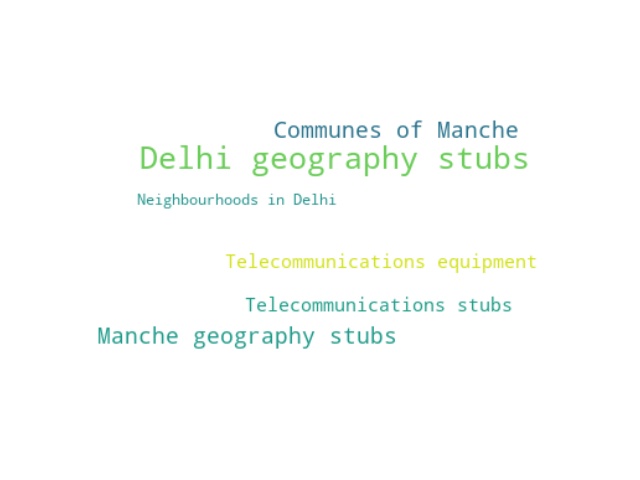 Communes of Manche
Delhi geography stubs
Neighbourhoods in Delhi
Telecommunications equipment
Telecommunications stubs
Manche geography stubs